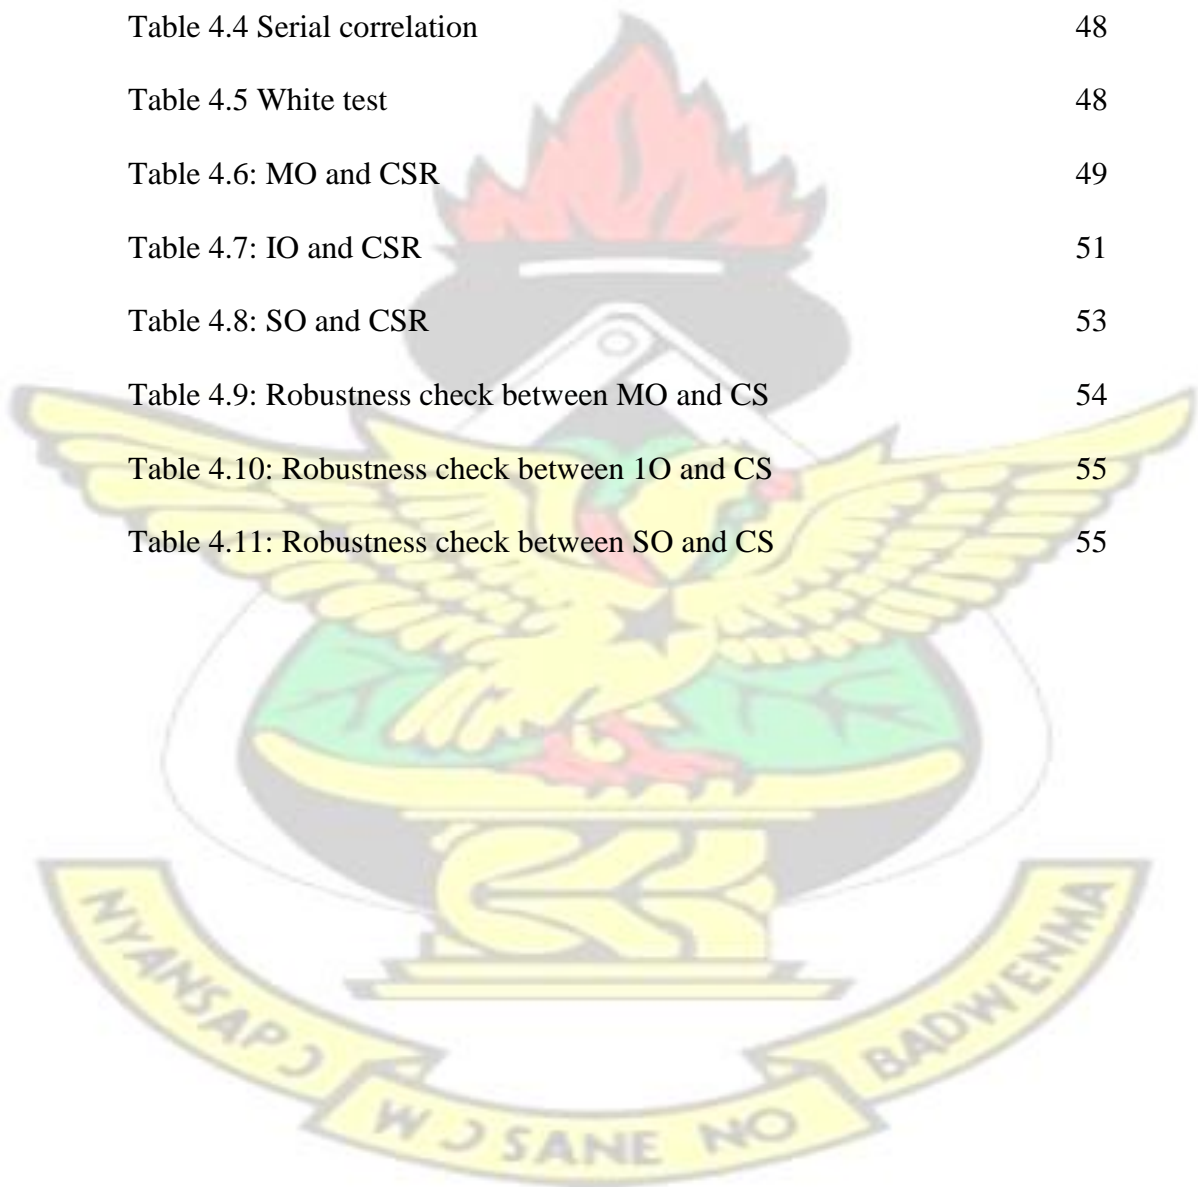 Table 4.4 Serial correlation 48
Table 4.5 White test 48
Table 4.6: MO and CSR 49
Table 4.7: IO and CSR 51
Table 4.8: SO and CSR 53
Table 4.9: Robustness check between MO and CS 54
Table 4.10: Robustness check between 1O and CS 55
Table 4.11: Robustness check between SO and CS 55
NYANSAPƆ WƆSANE NO BADWENMA